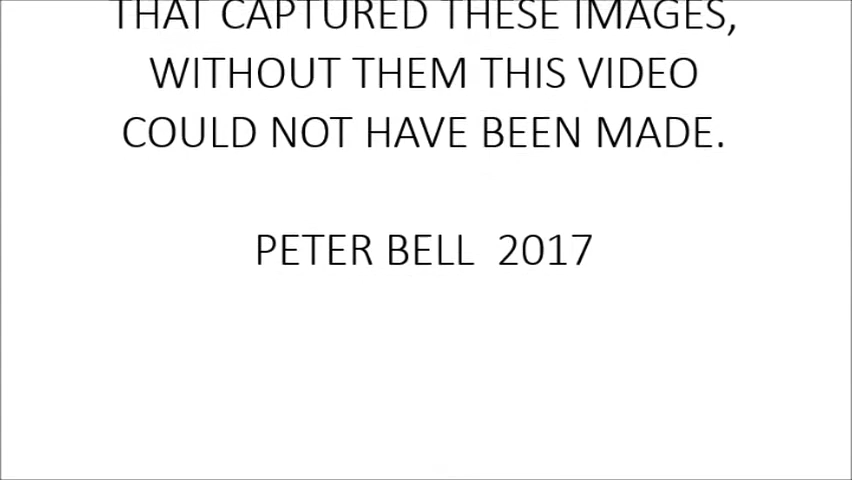 THAT CAPTURED THESE IMAGES,
WITHOUT THEM THIS VIDEO
COULD NOT HAVE BEEN MADE.
PETER BELL 2017